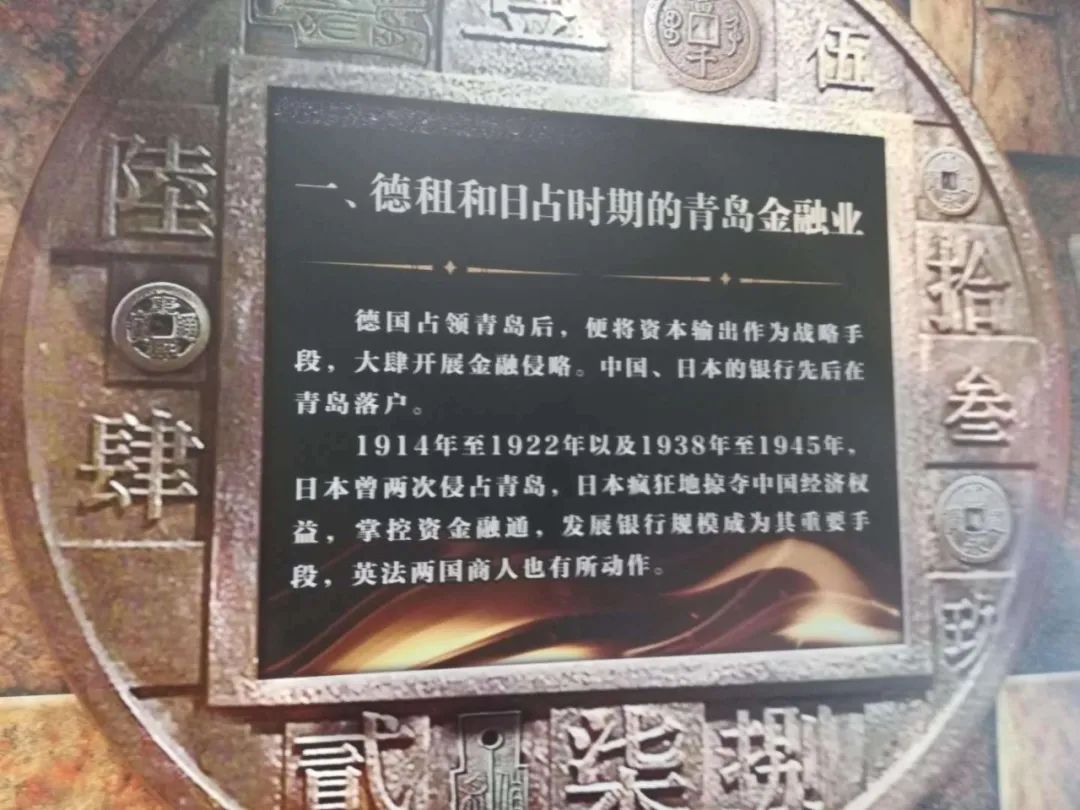 伍
陆
拾
肆
叁
玖
贰
柒
捌
一、德租和日占时期的青岛金融业
德国占领青岛后，便将资本输出作为战略手
段，大肆开展金融侵略。中国、日本的银行先后在
青岛落户。
1914年至1922年以及1938年至1945年，
日本曾两次侵占青岛，日本疯狂地掠夺中国经济权
益，掌控资金融通，发展银行规模成为其重要手
段，英法两国商人也有所动作。